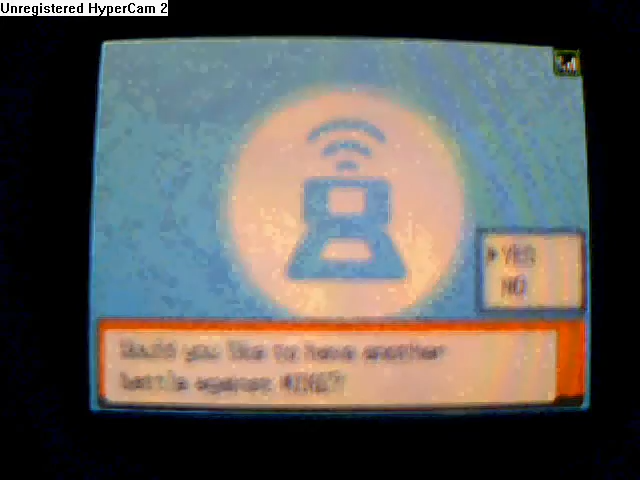 Unregistered HyperCam 2
YES
NO
Would you like to have another
battle against